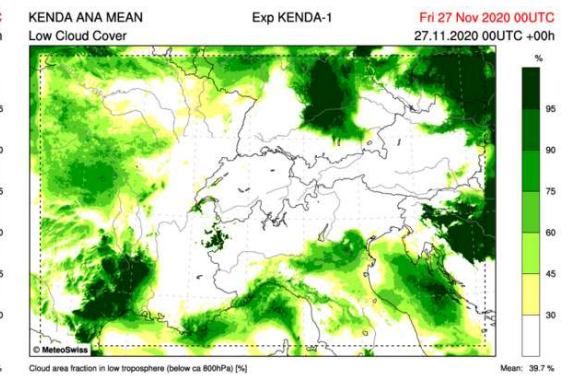 KENDA ANA MEAN Exp KENDA-1 Fri 27 Nov 2020 00UTC
Low Cloud Cover 27.11.2020 00UTC +00h
%
95
90
75
60
45
30
© MeteoSwiss
Cloud area fraction in low troposphere (below ca 800hPa) [%] Mean: 39.7 %